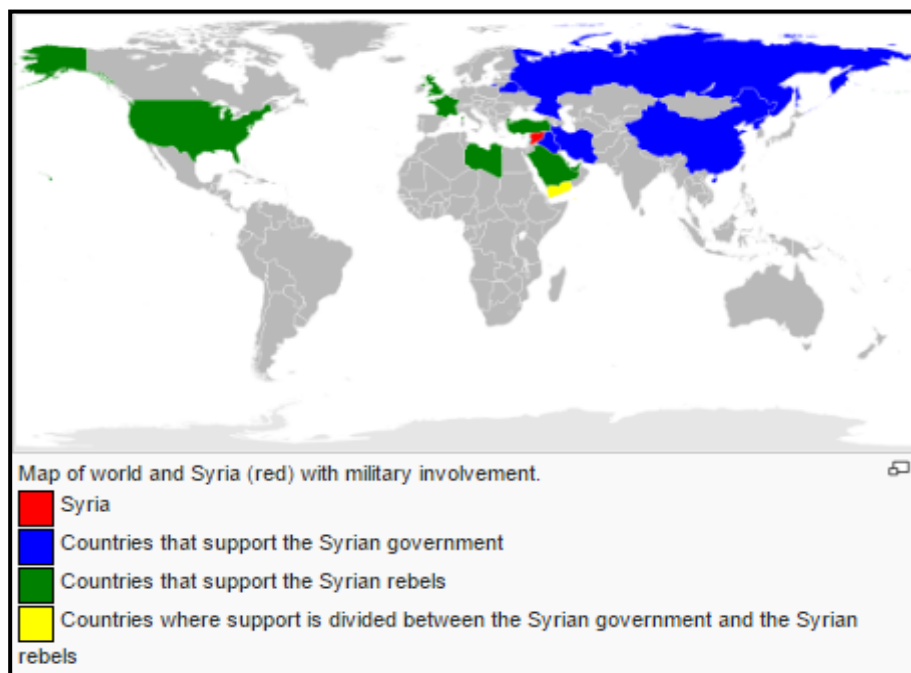 Map of world and Syria (red) with military involvement.
Syria
Countries that support the Syrian government
Countries that support the Syrian rebels
Countries where support is divided between the Syrian government and the Syrian
rebels